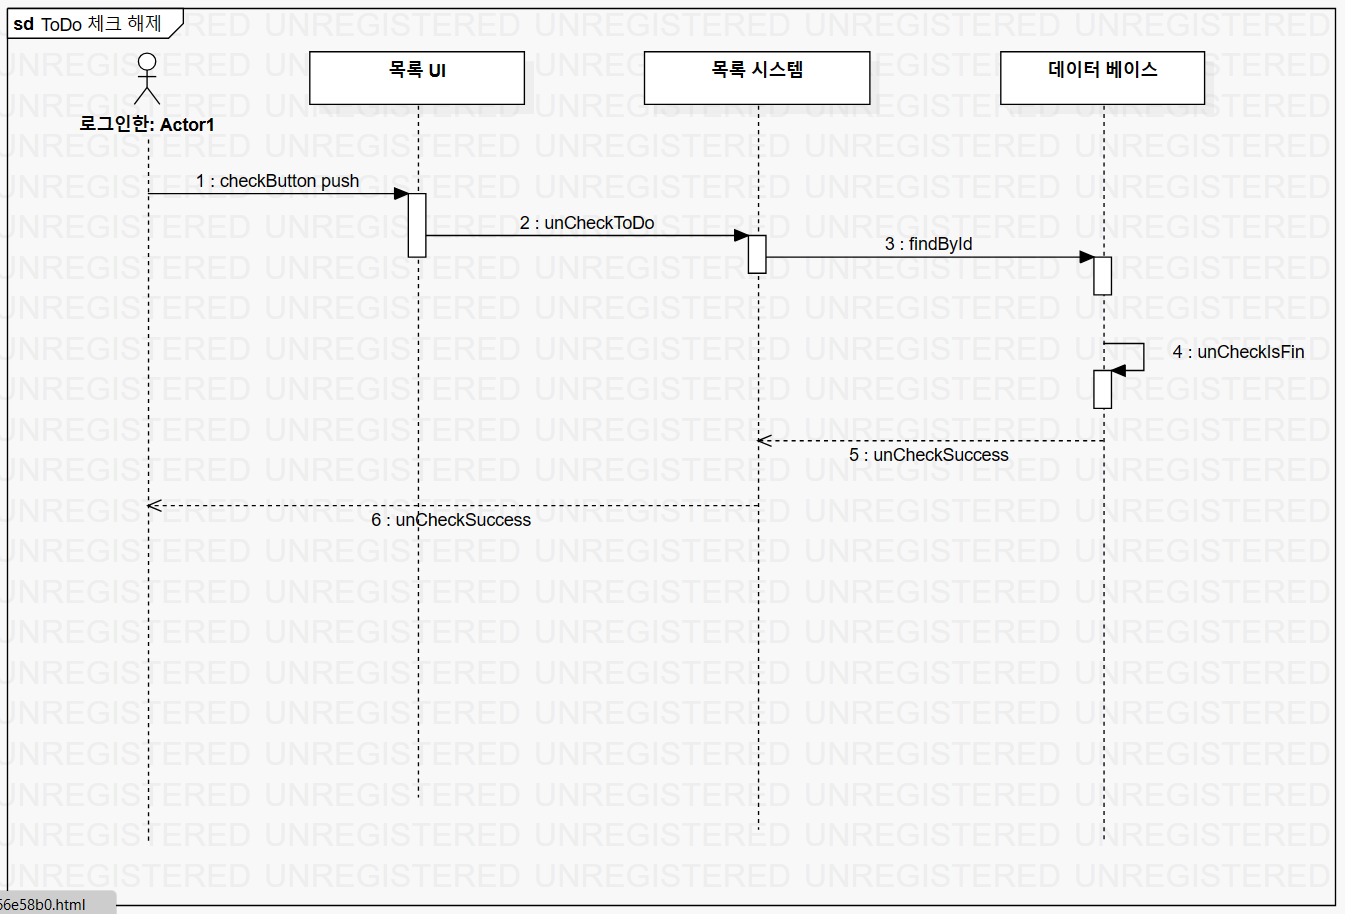 sd ToDo 체크 해제
목록 UI
목록 시스템
데이터 베이스
로그인한: Actor1
1 : checkButton push
2 : unCheckToDo
3 : findById
4 : unCheckIsFin
5 : unCheckSuccess
6 : unCheckSuccess
UNREGISTERED
66e58b0.html